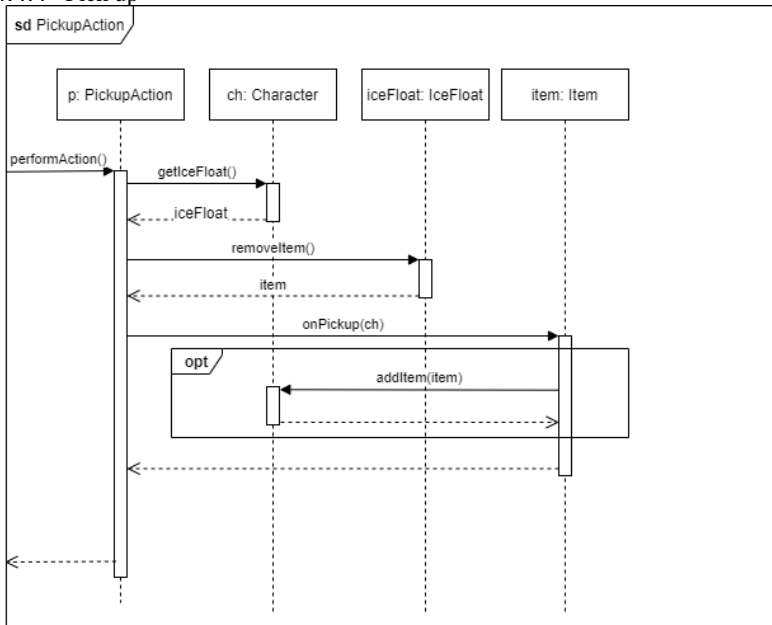 sd PickupAction
p: PickupAction
ch: Character
iceFloat: IceFloat
item: Item
performAction()
getIceFloat()
iceFloat
removeItem()
item
onPickup(ch)
opt
addItem(item)